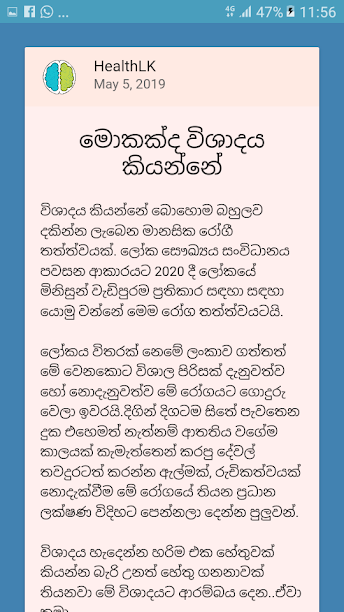 4G 47% 11:56
HealthLK
May 5, 2019
මොකක්ද විශාදය
කියන්නේ
විශාදය කියන්නේ බොහොම බහුලව
දකින්න ලැබෙන මානසික රෝගී
තත්ත්වයක්. ලෝක සෞඛ්‍ය සංවිධානය
පවසන ආකාරයට 2020 දී ලෝකයේ
මිනිසුන් වැඩිපුරම ප්‍රතිකාර සඳහා සඳහා
යොමු වන්නේ මෙම රෝග තත්ත්වයටයි.
ලෝකය විතරක් නෙමේ ලංකාව ගත්තත්
මේ වෙනකොට විශාල පිරිසක් දැනුවත්ව
හෝ නොදැනුවත්ව මේ රෝගයට ගොදුරු
වෙලා ඉවරයි.දිගින් දිගටම සිතේ පැවතෙන
දුක එහෙමත් නැත්නම් ආතතිය වගේම
කාලයක් කැමැත්තෙන් කරපු දේවල්
තවදුරටත් කරන්න ඇල්මක්, රුචිකත්වයක්
නොදැක්වීම මේ රෝගයේ තියන ප්‍රධාන
ලක්ෂණ විදිහට පෙන්නලා දෙන්න පුලුවන්.
විශාදය හැදෙන්න හරිම එක හේතුවක්
කියන්න බැරි උනත් හේතු ගනනාවක්
තියනවා මේ විශාදයට ආරම්භය දෙන..ඒවා